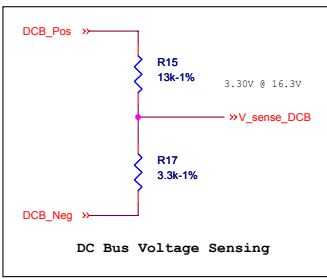 DCB_Pos
R15
13k-1%
3.30V @ 16.3V
V_sense_DCB
R17
3.3k-1%
DCB_Neg
DC Bus Voltage Sensing